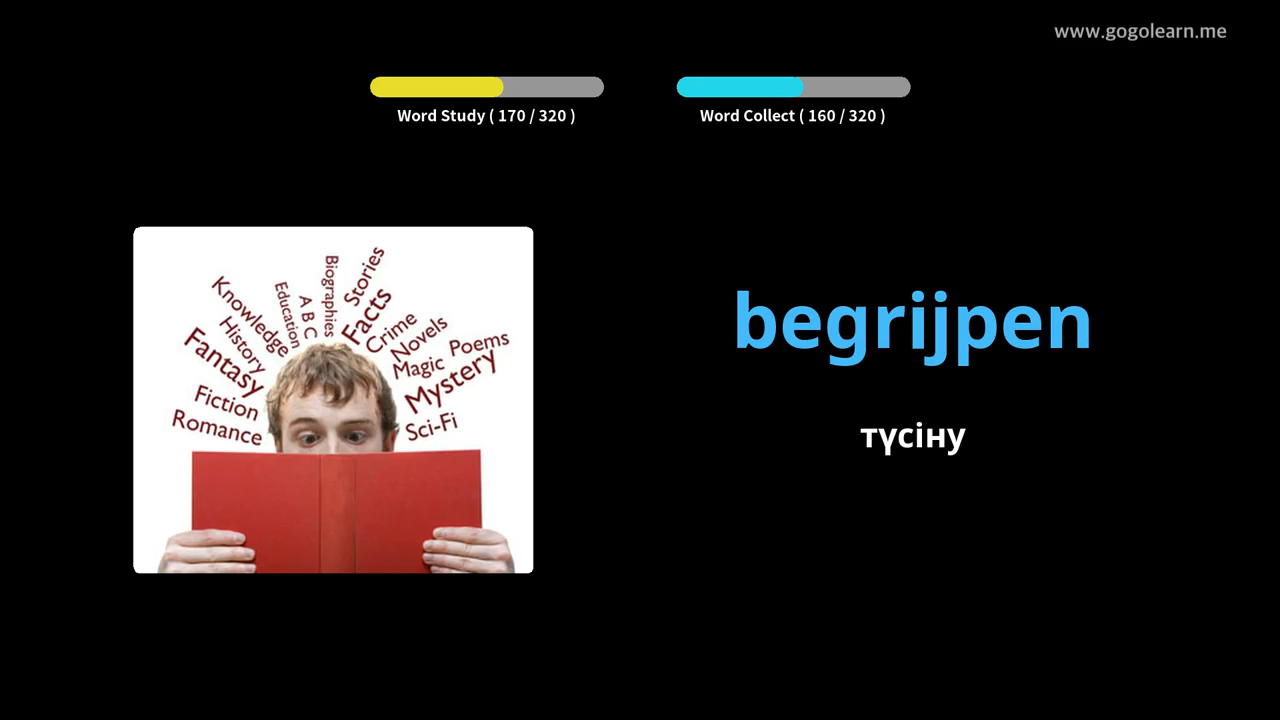 www.gogolearn.me
Word Study ( 170 / 320 )
Word Collect ( 160 / 320 )
Biographies
Stories
Education
A B C
Facts
Knowledge
Crime
History
Novels
Poems
Fantasy
Magic
Mystery
Fiction
Romance
Sci-Fi
begrijpen
түсіну